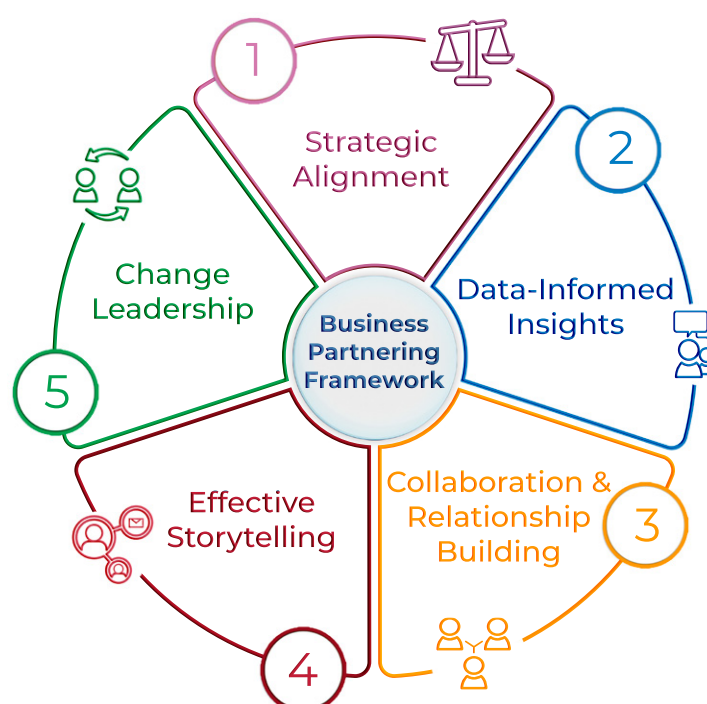 1
Strategic
Alignment
2
Data-Informed
Insights
3
Collaboration &
Relationship
Building
4
Effective
Storytelling
5
Change
Leadership
Business
Partnering
Framework